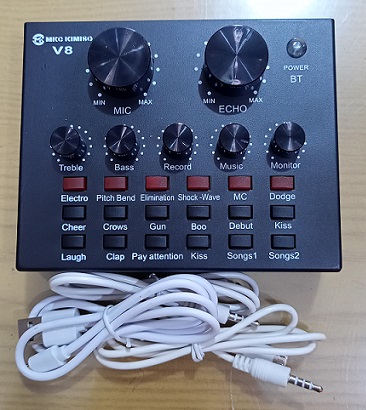 MKC KIMISO
V8
POWER
BT
MIN MAX MIN MAX
MIC ECHO
Treble Bass Record Music Monitor
Electro Pitch Bend Elimination Shock-Wave MC Dodge
Cheer Crows Gun Boo Debut Kiss
Laugh Clap Pay attention Kiss Songs1 Songs2